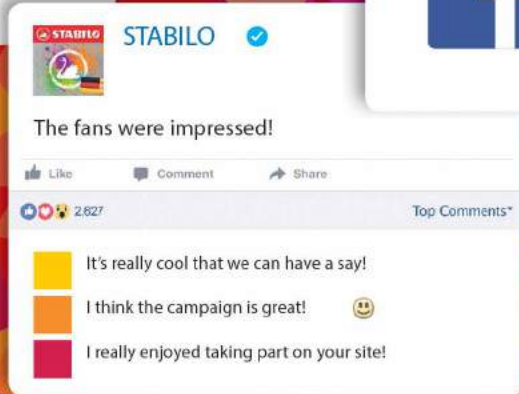 STABILO
STABILO
The fans were impressed!
Like Comment Share
2.627 Top Comments
It's really cool that we can have a say!
I think the campaign is great!
I really enjoyed taking part on your site!